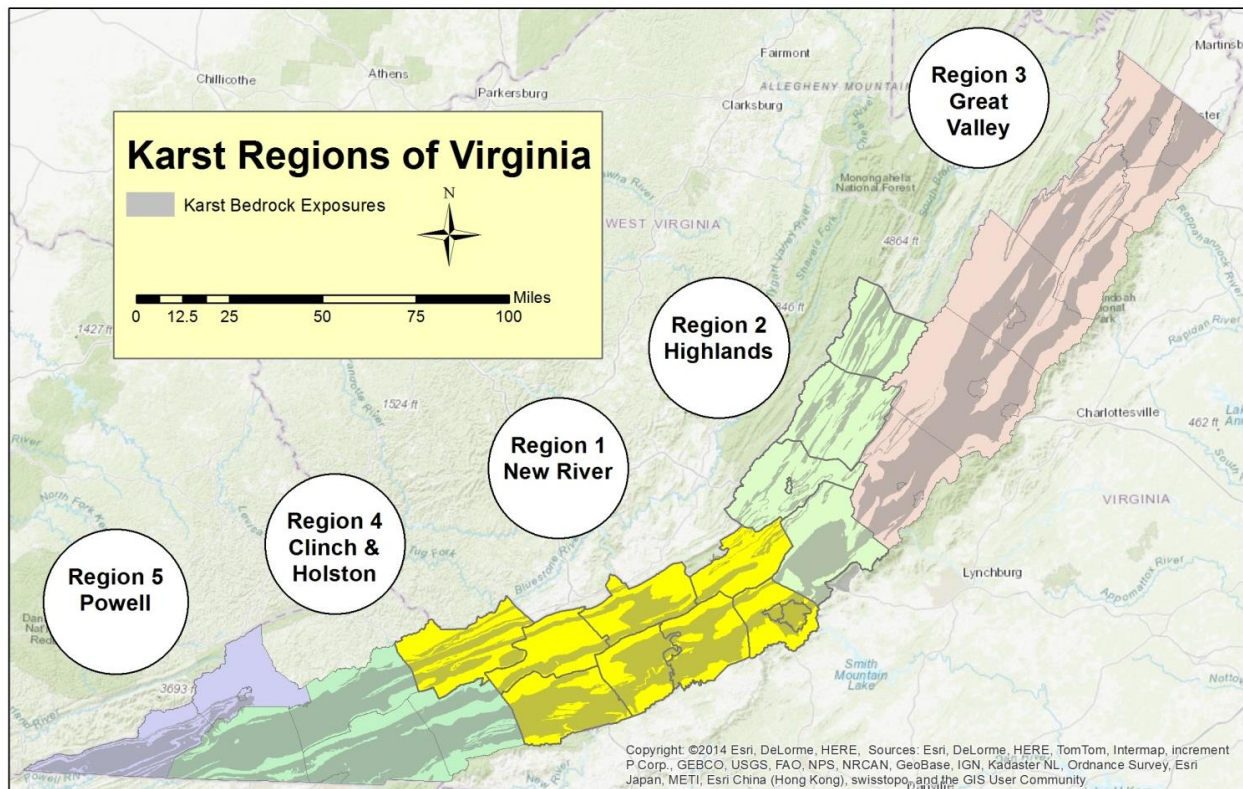 Karst Regions of Virginia
Karst Bedrock Exposures
N
Miles
0 12.5 25 50 75 100
Region 3
Great
Valley
Region 2
Highlands
Region 1
New River
Region 4
Clinch &
Holston
Region 5
Powell
Chillicothe
Athens
Parkersburg
Fairmont
Clarksburg
ALLEGHENY MOUNTAIN
Martinsb
Monongahela
National Forest
WEST VIRGINIA
4864 ft
Shavers Fork
Rappahannock River
Rapidan River
Charlottesville
462 ft
VIRGINIA
Lynchburg
Appomattox River
Smith
Mountain
Lake
1427 ft
1524 ft
Tug Fork
Bluestone River
3693 ft
New River
Copyright: ©2014 Esri, DeLorme, HERE, Sources: Esri, DeLorme, HERE, TomTom, Intermap, increment
P Corp., GEBCO, USGS, FAO, NPS, NRCAN, GeoBase, IGN, Kadaster NL, Ordnance Survey, Esri
Japan, METI, Esri China (Hong Kong), swisstopo, and the GIS User Community